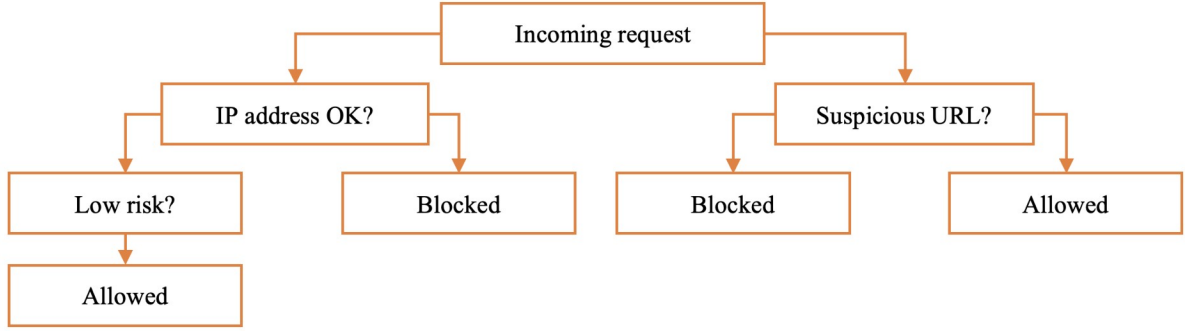 Incoming request
IP address OK?
Suspicious URL?
Low risk?
Blocked
Blocked
Allowed
Allowed